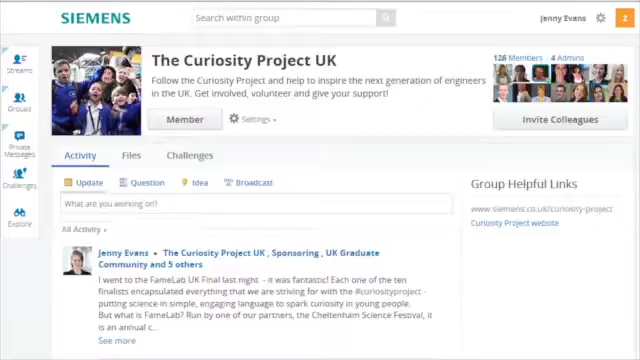 SIEMENS
Search within group
Jenny Evans
2
Streams
Groups
Private
Messages
Challenges
Explore
The Curiosity Project UK
Follow the Curiosity Project and help to inspire the next generation of engineers
in the UK. Get involved, volunteer and give your support!
Member
Settings
126 Members 4 Admins
Invite Colleagues
Activity Files Challenges
Update Question Idea Broadcast
What are you working on?
All Activity
Jenny Evans • The Curiosity Project UK , Sponsoring , UK Graduate
Community and 5 others
I went to the FameLab UK Final last night - it was fantastic! Each one of the ten
finalists encapsulated everything that we are striving for with the #curiosityproject -
putting science in simple, engaging language to spark curiosity in young people.
But what is FameLab? Run by one of our partners, the Cheltenham Science Festival, it
is an annual c...
See more
Group Helpful Links
www.siemens.co.uk/curiosity-project
Curiosity Project website